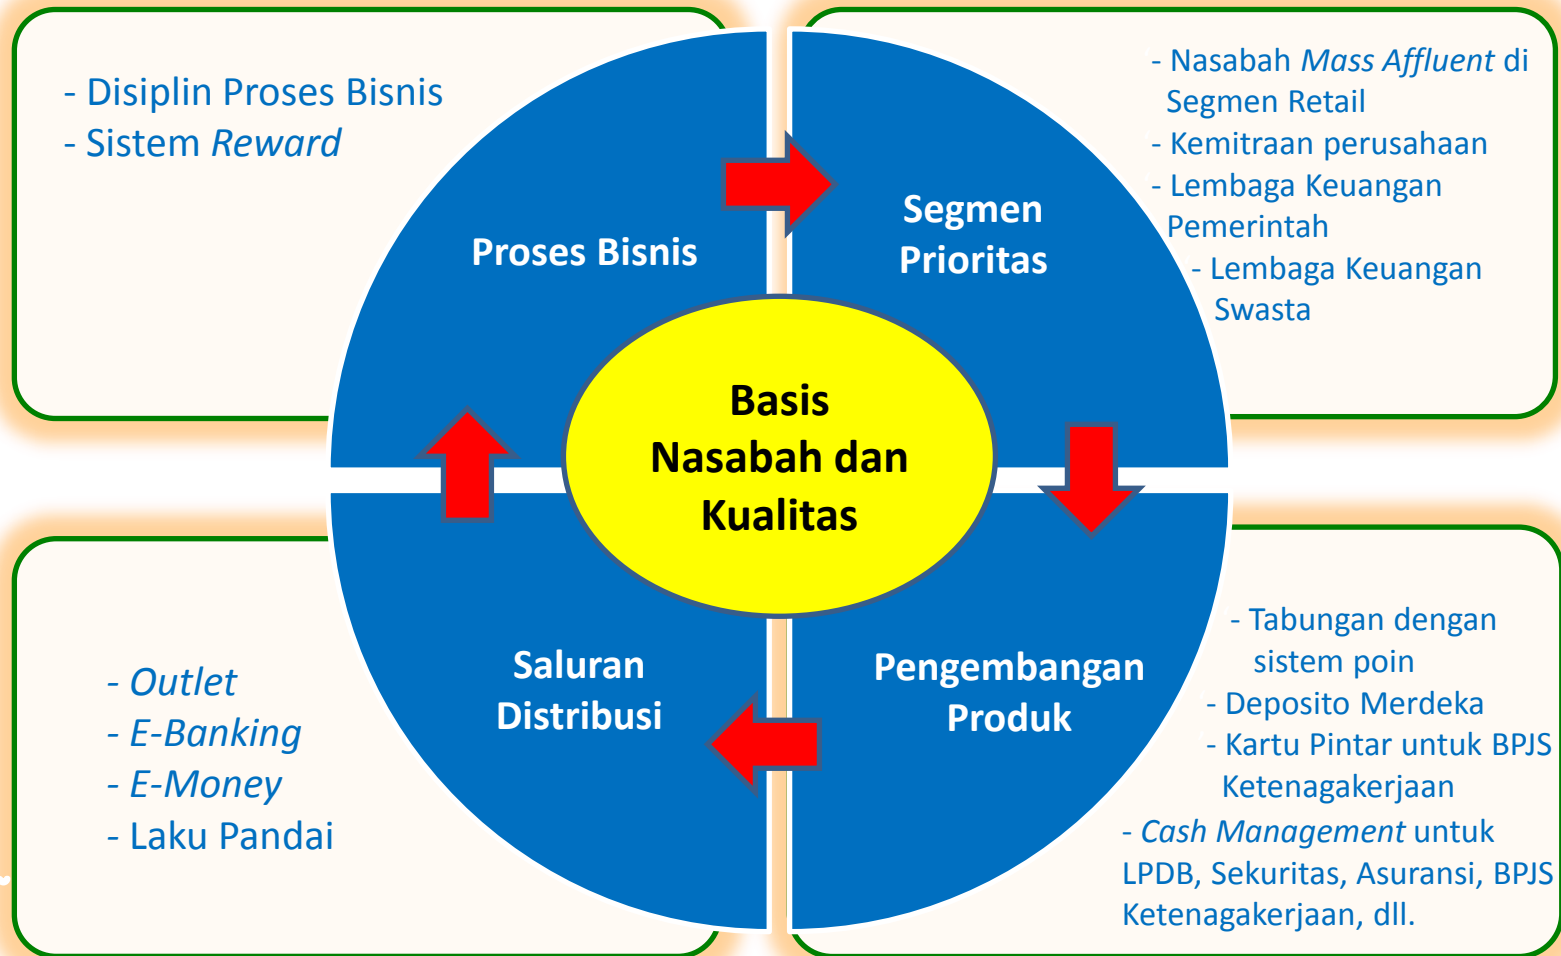 - Disiplin Proses Bisnis
- Sistem Reward
Proses Bisnis
Segmen
Prioritas
- Nasabah Mass Affluent di
Segmen Retail
- Kemitraan perusahaan
- Lembaga Keuangan
Pemerintah
- Lembaga Keuangan
Swasta
Basis
Nasabah dan
Kualitas
Saluran
Distribusi
- Outlet
- E-Banking
- E-Money
- Laku Pandai
Pengembangan
Produk
- Tabungan dengan
sistem poin
- Deposito Merdeka
- Kartu Pintar untuk BPJS
Ketenagakerjaan
- Cash Management untuk
LPDB, Sekuritas, Asuransi, BPJS
Ketenagakerjaan, dll.